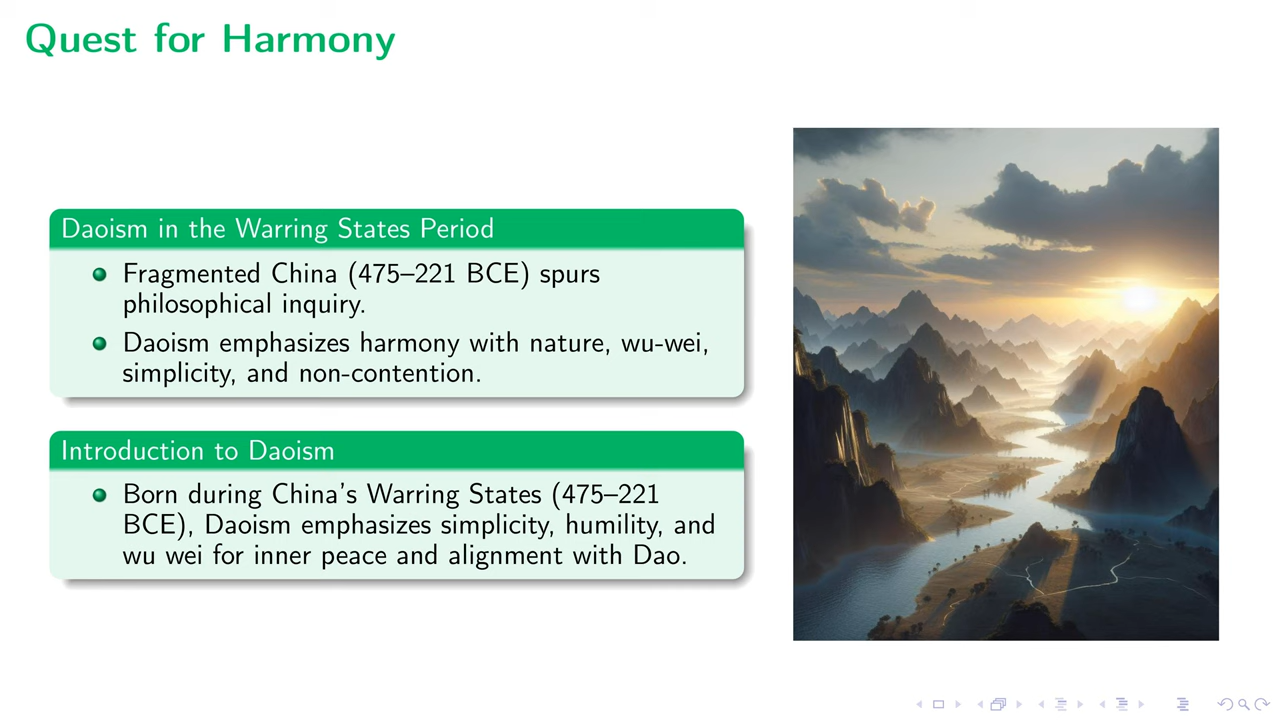 Quest for Harmony
Daoism in the Warring States Period
Fragmented China (475–221 BCE) spurs
philosophical inquiry.
Daoism emphasizes harmony with nature, wu-wei,
simplicity, and non-contention.
Introduction to Daoism
Born during China's Warring States (475–221
BCE), Daoism emphasizes simplicity, humility, and
wu wei for inner peace and alignment with Dao.